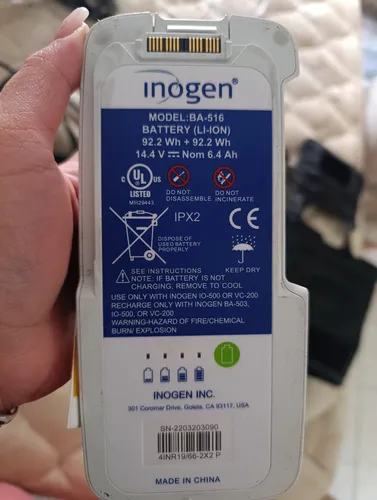 inogen®
MODEL:BA-516
BATTERY (LI-ION)
92.2 Wh + 92.2 Wh
14.4 V Nom 6.4 Ah
C UL US
LISTED
MH29443
DO NOT
DISASSEMBLE
DO NOT
INCINERATE
IPX2
CE
DISPOSE OF
USED BATTERY
PROPERLY
KEEP DRY
SEE INSTRUCTIONS
NOTE: IF BATTERY IS NOT
CHARGING, REMOVE TO COOL
USE ONLY WITH INOGEN IO-500 OR VC-200
RECHARGE ONLY WITH INOGEN BA-503,
IO-500, OR VC-200
WARNING-HAZARD OF FIRE/CHEMICAL
BURN/ EXPLOSION
INOGEN INC.
301 Coromar Drive, Goleta, CA 93117, USA
SN-2203203090
4INR19/66-2X2 P
MADE IN CHINA